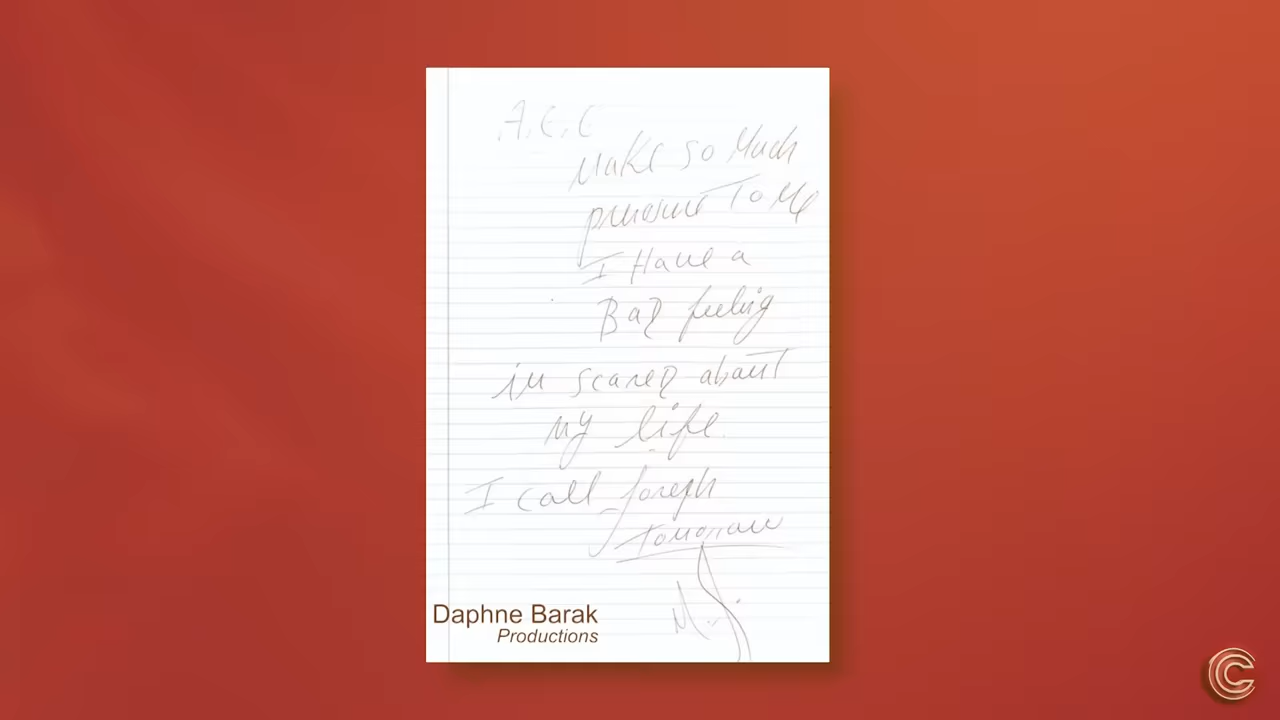 A.E.G
Make so Much
pressure To Me
I Have a
Bad feeling
im scared about
my life.
I call Joseph
tomorrow
M.J.
Daphne Barak
Productions